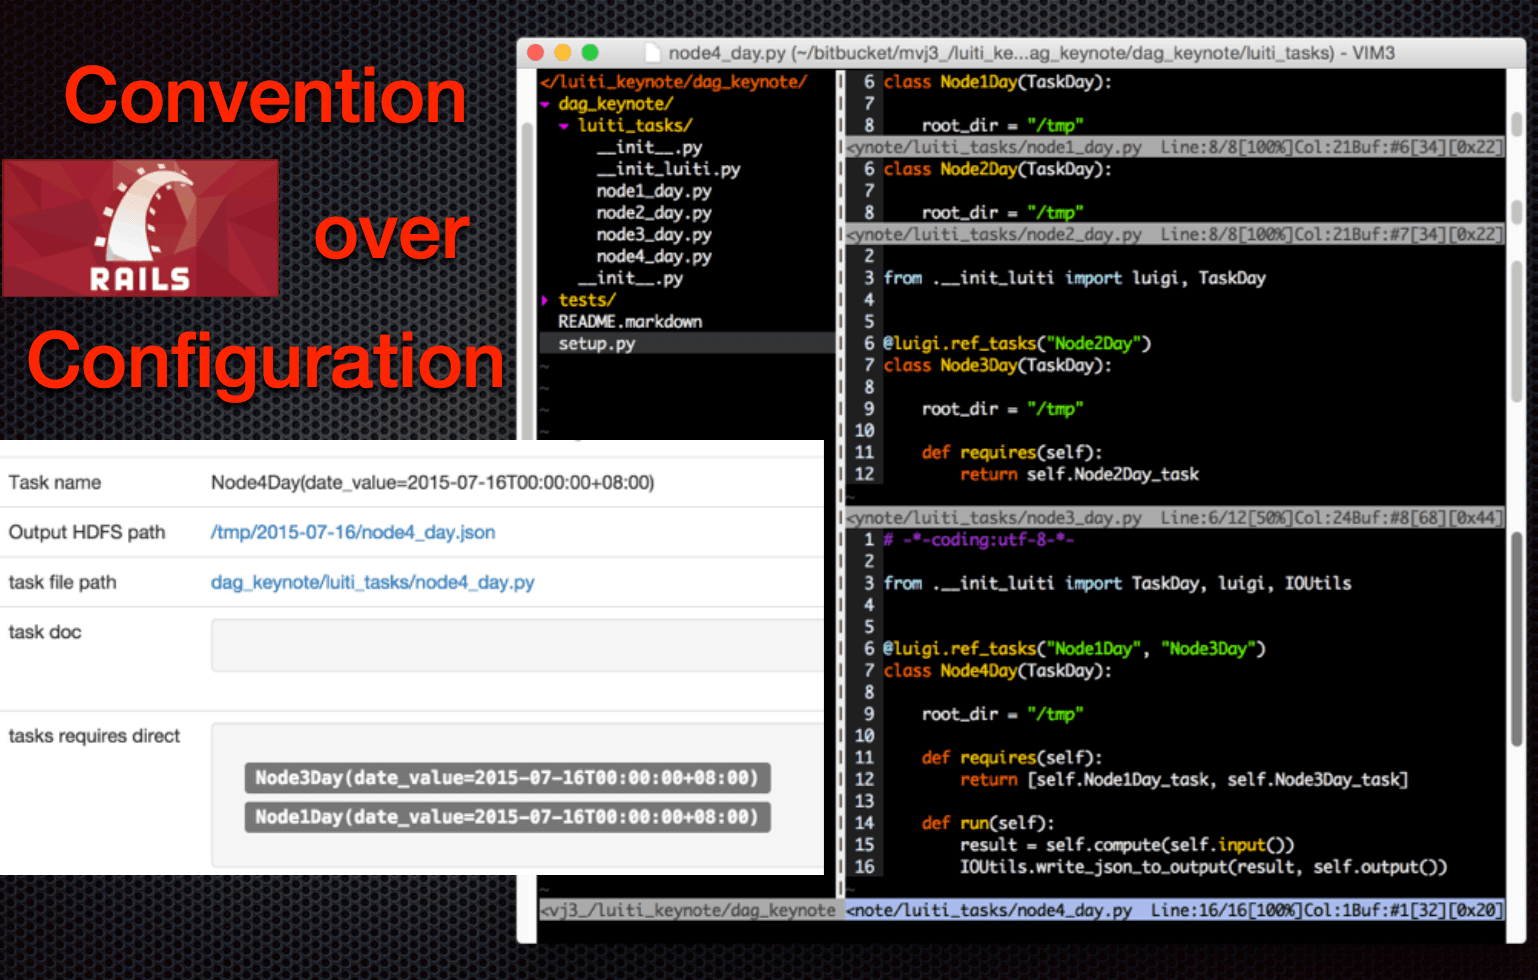 Convention
RAILS
over
Configuration
node4_day.py (~/bitbucket/mvj3_/luiti_ke...ag_keynote/dag_keynote/luiti_tasks) - VIM3
</luiti_keynote/dag_keynote/
dag_keynote/
luiti_tasks/
__init__.py
__init_luiti.py
node1_day.py
node2_day.py
node3_day.py
node4_day.py
__init__.py
tests/
README.markdown
setup.py
~
~
~
~
~
<vj3_/luiti_keynote/dag_keynote
6 class Node1Day(TaskDay):
7
8 root_dir = "/tmp"
<ynote/luiti_tasks/node1_day.py Line:8/8[100%]Col:21Buf:#6[34][0x22]
6 class Node2Day(TaskDay):
7
8 root_dir = "/tmp"
<ynote/luiti_tasks/node2_day.py Line:8/8[100%]Col:21Buf:#7[34][0x22]
2
3 from .__init_luiti import luigi, TaskDay
4
5
6 @luigi.ref_tasks("Node2Day")
7 class Node3Day(TaskDay):
8
9 root_dir = "/tmp"
10
11 def requires(self):
12 return self.Node2Day_task
~
<ynote/luiti_tasks/node3_day.py Line:6/12[50%]Col:24Buf:#8[68][0x44]
1 # -*-coding:utf-8-*-
2
3 from .__init_luiti import TaskDay, luigi, IOUtils
4
5
6 @luigi.ref_tasks("Node1Day", "Node3Day")
7 class Node4Day(TaskDay):
8
9 root_dir = "/tmp"
10
11 def requires(self):
12 return [self.Node1Day_task, self.Node3Day_task]
13
14 def run(self):
15 result = self.compute(self.input())
16 IOUtils.write_json_to_output(result, self.output())
~
<note/luiti_tasks/node4_day.py Line:16/16[100%]Col:1Buf:#1[32][0x20]
Task name Node4Day(date_value=2015-07-16T00:00:00+08:00)
Output HDFS path /tmp/2015-07-16/node4_day.json
task file path dag_keynote/luiti_tasks/node4_day.py
task doc
tasks requires direct
Node3Day(date_value=2015-07-16T00:00:00+08:00)
Node1Day(date_value=2015-07-16T00:00:00+08:00)